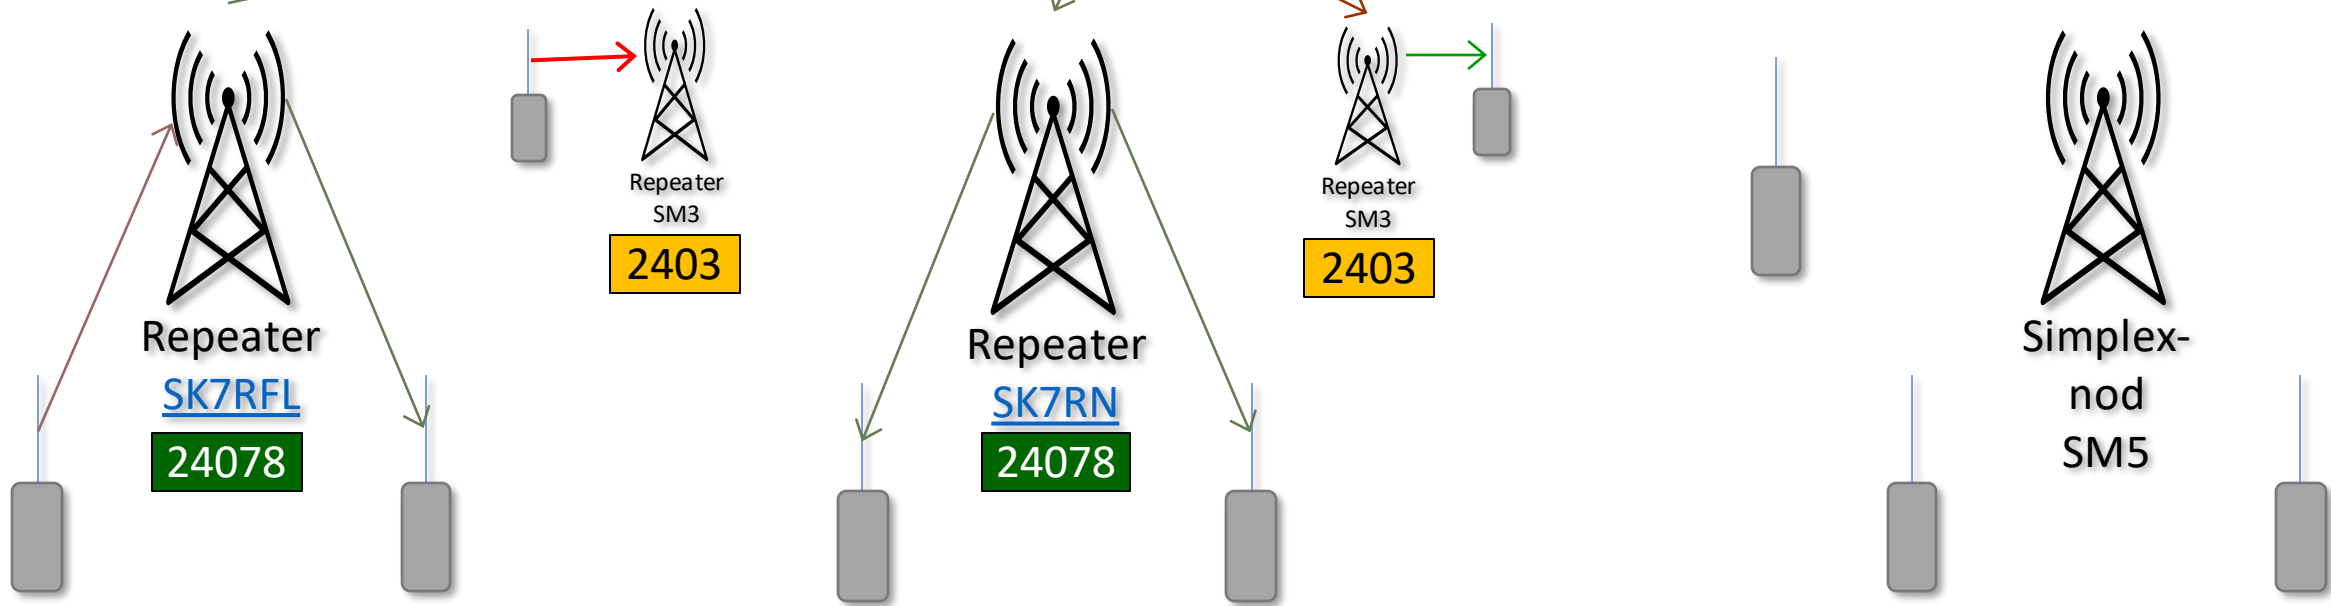 Repeater
SK7RFL
24078
Repeater
SM3
2403
Repeater
SK7RN
24078
Repeater
SM3
2403
Simplex-
nod
SM5